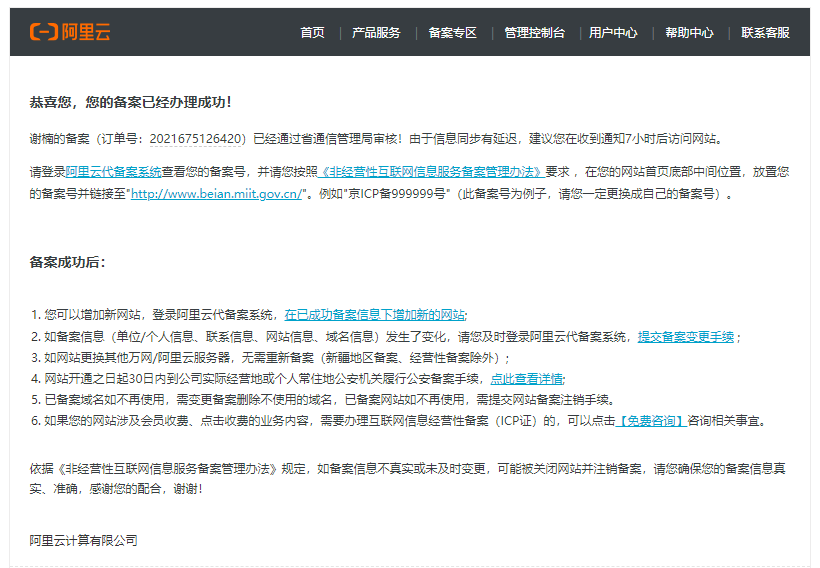 阿里云 首页 | 产品服务 | 备案专区 | 管理控制台 | 用户中心 | 帮助中心 | 联系客服
恭喜您，您的备案已经办理成功！
谢楠的备案（订单号：2021675126420）已经通过省通信管理局审核！由于信息同步有延迟，建议您在收到通知7小时后访问网站。
请登录阿里云代备案系统查看您的备案号，并请您按照《非经营性互联网信息服务备案管理办法》要求 ，在您的网站首页底部中间位置，放置您
的备案号并链接至"http://www.beian.miit.gov.cn/"。例如"京ICP备999999号"（此备案号为例子，请您一定更换成自己的备案号）。
备案成功后：
1. 您可以增加新网站，登录阿里云代备案系统，在已成功备案信息下增加新的网站;
2. 如备案信息（单位/个人信息、联系信息、网站信息、域名信息）发生了变化，请您及时登录阿里云代备案系统，提交备案变更手续；
3. 如网站更换其他万网/阿里云服务器，无需重新备案（新疆地区备案、经营性备案除外）；
4. 网站开通之日起30日内到公司实际经营地或个人常住地公安机关履行公安备案手续，点此查看详情;
5. 已备案域名如不再使用，需变更备案删除不使用的域名，已备案网站如不再使用，需提交网站备案注销手续。
6. 如果您的网站涉及会员收费、点击收费的业务内容，需要办理互联网信息经营性备案（ICP证）的，可以点击【免费咨询】咨询相关事宜。
依据《非经营性互联网信息服务备案管理办法》规定，如备案信息不真实或未及时变更，可能被关闭网站并注销备案，请您确保您的备案信息真
实、准确，感谢您的配合，谢谢！
阿里云计算有限公司